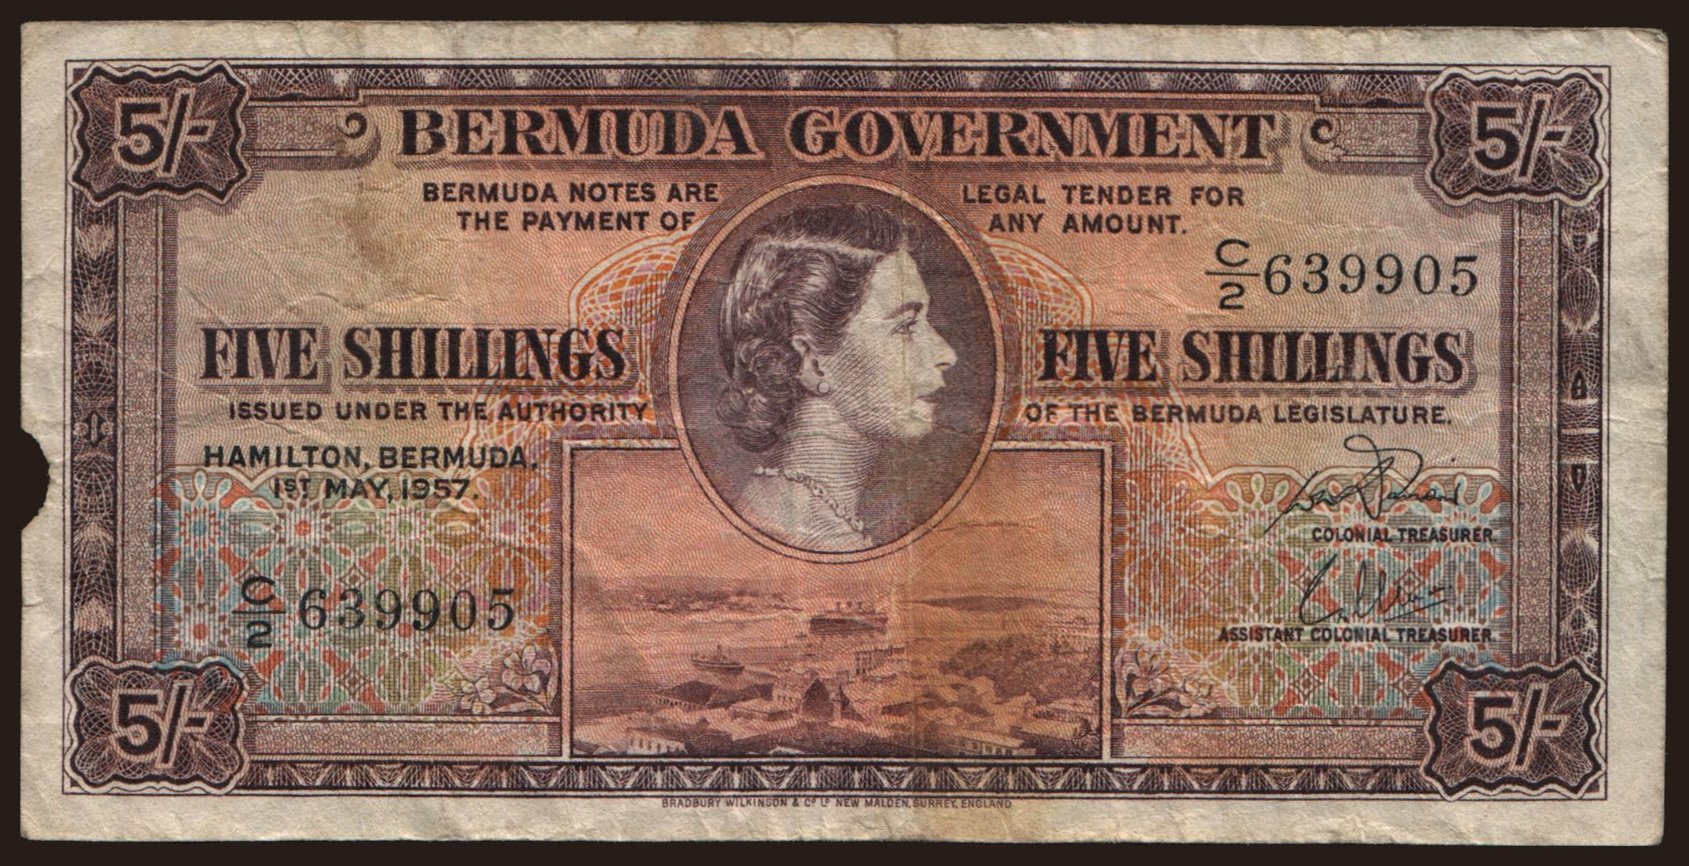 5/- 5/-
BERMUDA GOVERNMENT
BERMUDA NOTES ARE LEGAL TENDER FOR
THE PAYMENT OF ANY AMOUNT.
C/2 639905
FIVE SHILLINGS FIVE SHILLINGS
ISSUED UNDER THE AUTHORITY OF THE BERMUDA LEGISLATURE.
HAMILTON, BERMUDA,
1ST MAY, 1957.
COLONIAL TREASURER.
C/2 639905
ASSISTANT COLONIAL TREASURER.
5/- 5/-
BRADBURY WILKINSON & Co Ld NEW MALDEN, SURREY, ENGLAND